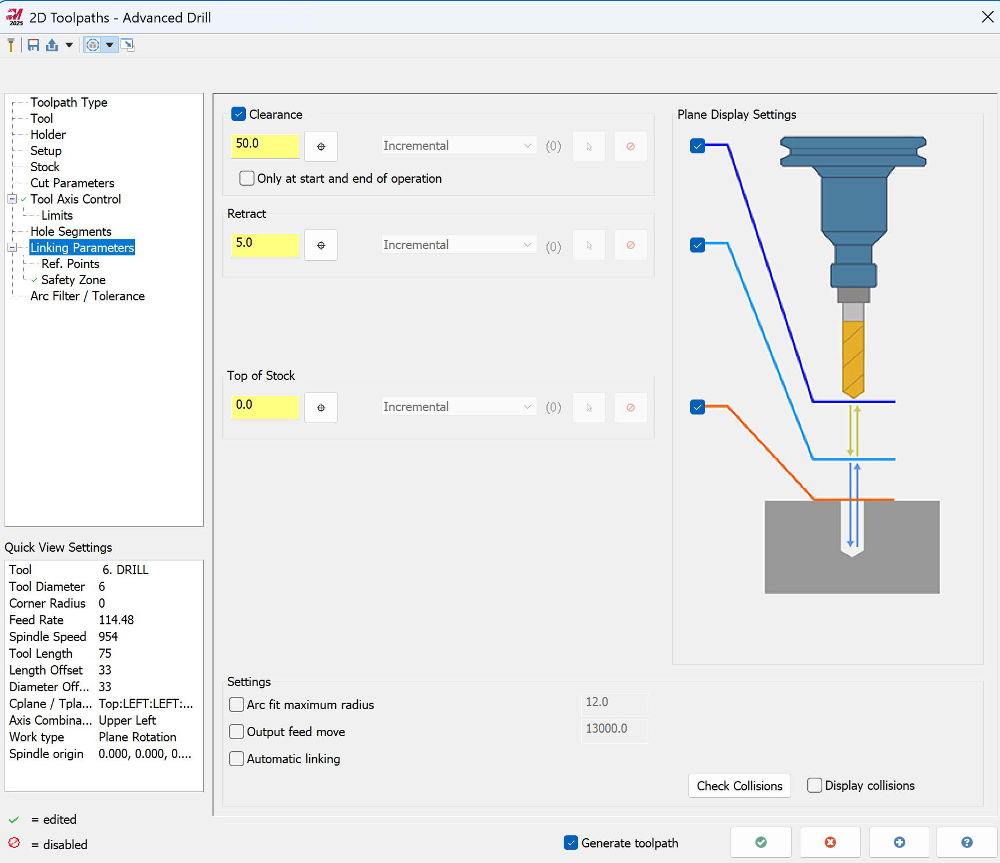 2025 2D Toolpaths - Advanced Drill
Toolpath Type
Tool
Holder
Setup
Stock
Cut Parameters
Tool Axis Control
Limits
Hole Segments
Linking Parameters
Ref. Points
Safety Zone
Arc Filter / Tolerance
Quick View Settings
Tool 6. DRILL
Tool Diameter 6
Corner Radius 0
Feed Rate 114.48
Spindle Speed 954
Tool Length 75
Length Offset 33
Diameter Off... 33
Cplane / Tpla... Top:LEFT:LEFT:...
Axis Combina... Upper Left
Work type Plane Rotation
Spindle origin 0.000, 0.000, 0....
= edited
= disabled
Clearance
50.0 Incremental (0)
Only at start and end of operation
Retract
5.0 Incremental (0)
Top of Stock
0.0 Incremental (0)
Plane Display Settings
Settings
Arc fit maximum radius 12.0
Output feed move 13000.0
Automatic linking
Check Collisions Display collisions
Generate toolpath